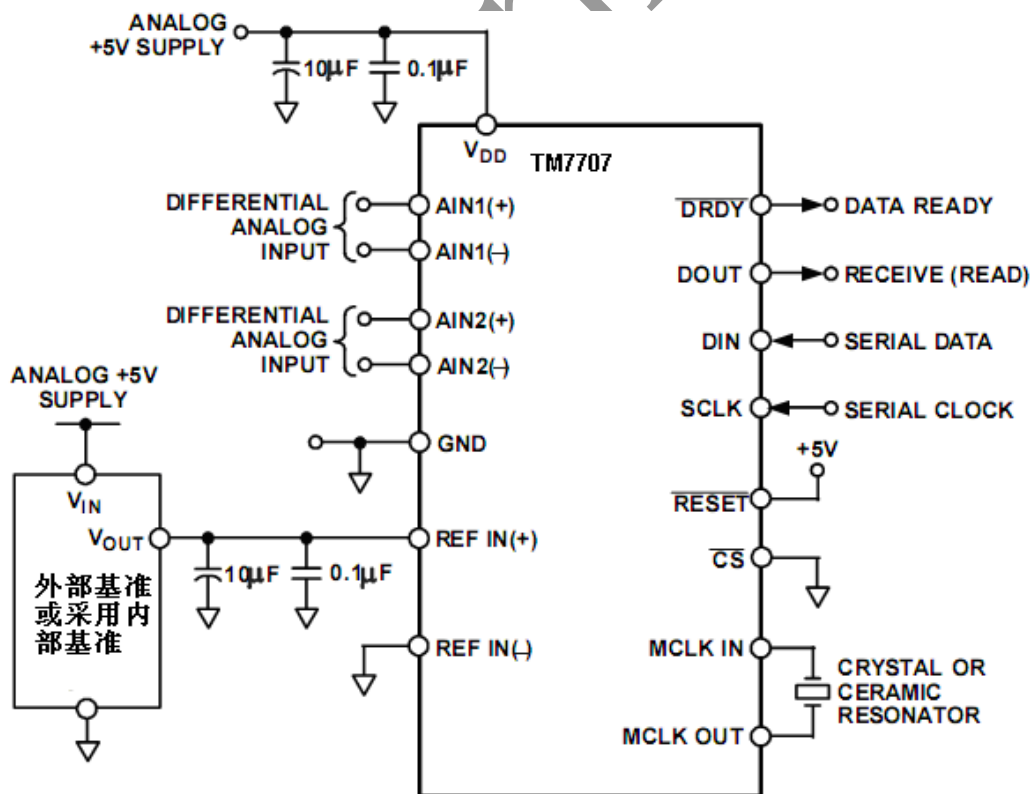 ANALOG
+5V SUPPLY
10µF
0.1µF
VDD
TM7707
DIFFERENTIAL
ANALOG
INPUT
AIN1(+)
AIN1(–)
DIFFERENTIAL
ANALOG
INPUT
AIN2(+)
AIN2(–)
ANALOG +5V
SUPPLY
VIN
VOUT
外部基准
或采用内
部基准
10µF
0.1µF
GND
REF IN(+)
REF IN(–)
DRDY
DATA READY
DOUT
RECEIVE (READ)
DIN
SERIAL DATA
SCLK
SERIAL CLOCK
+5V
RESET
CS
MCLK IN
MCLK OUT
CRYSTAL OR
CERAMIC
RESONATOR